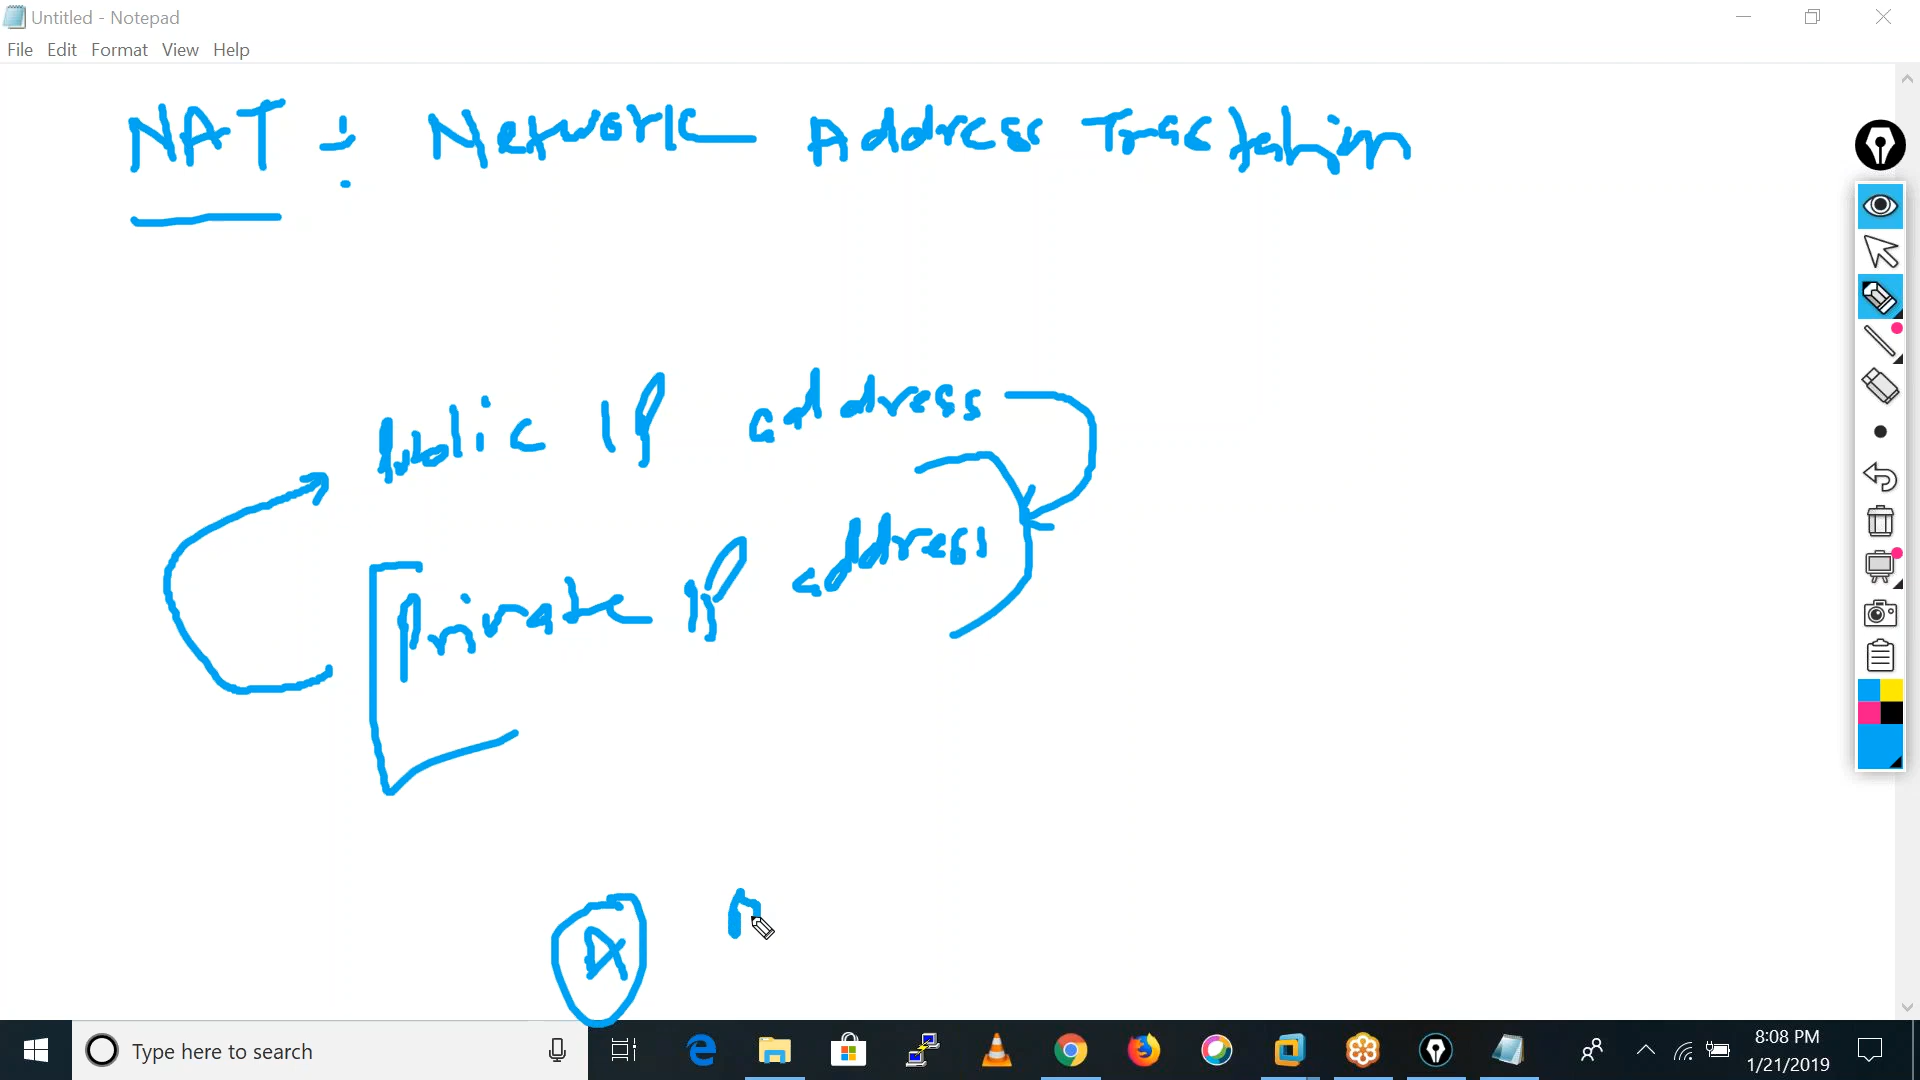 Untitled - Notepad
File Edit Format View Help
NAT : Network Address
Public IP address
Private IP address
Type here to search
8:08 PM
1/21/2019